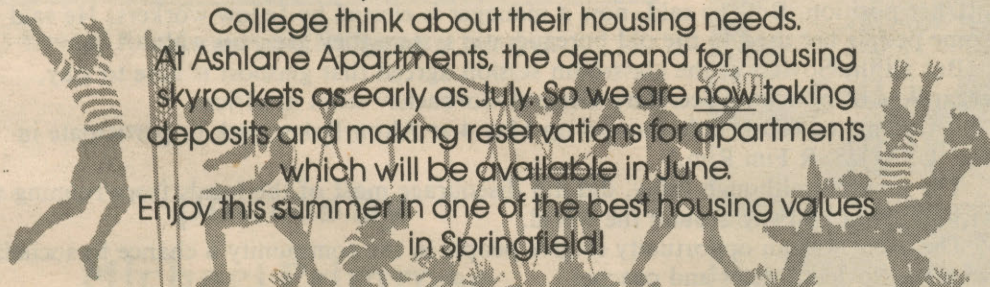 College think about their housing needs.
At Ashlane Apartments, the demand for housing
skyrockets as early as July. So we are now taking
deposits and making reservations for apartments
which will be available in June.
Enjoy this summer in one of the best housing values
in Springfield!